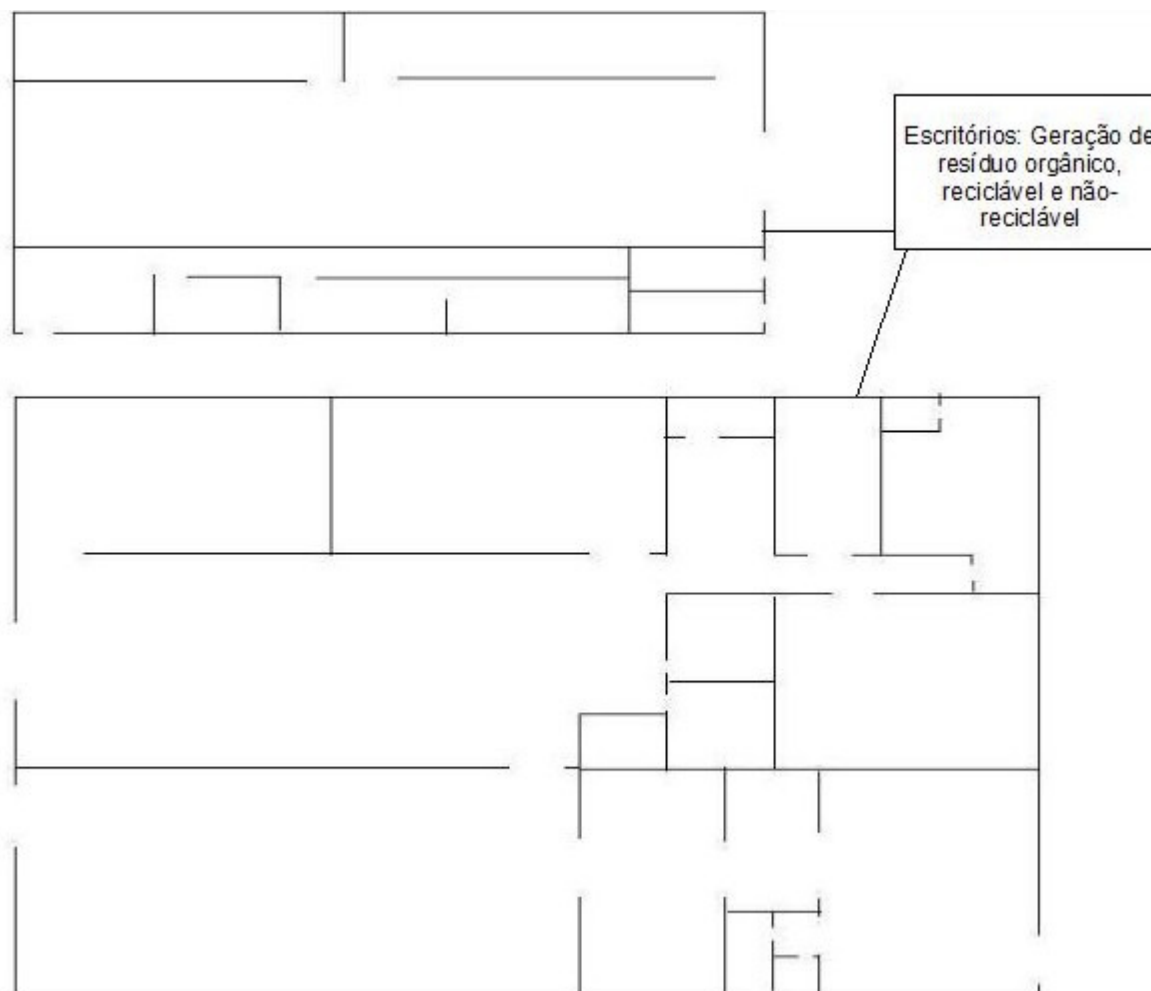 Escritórios: Geração de
resíduo orgânico,
reciclável e não-
reciclável